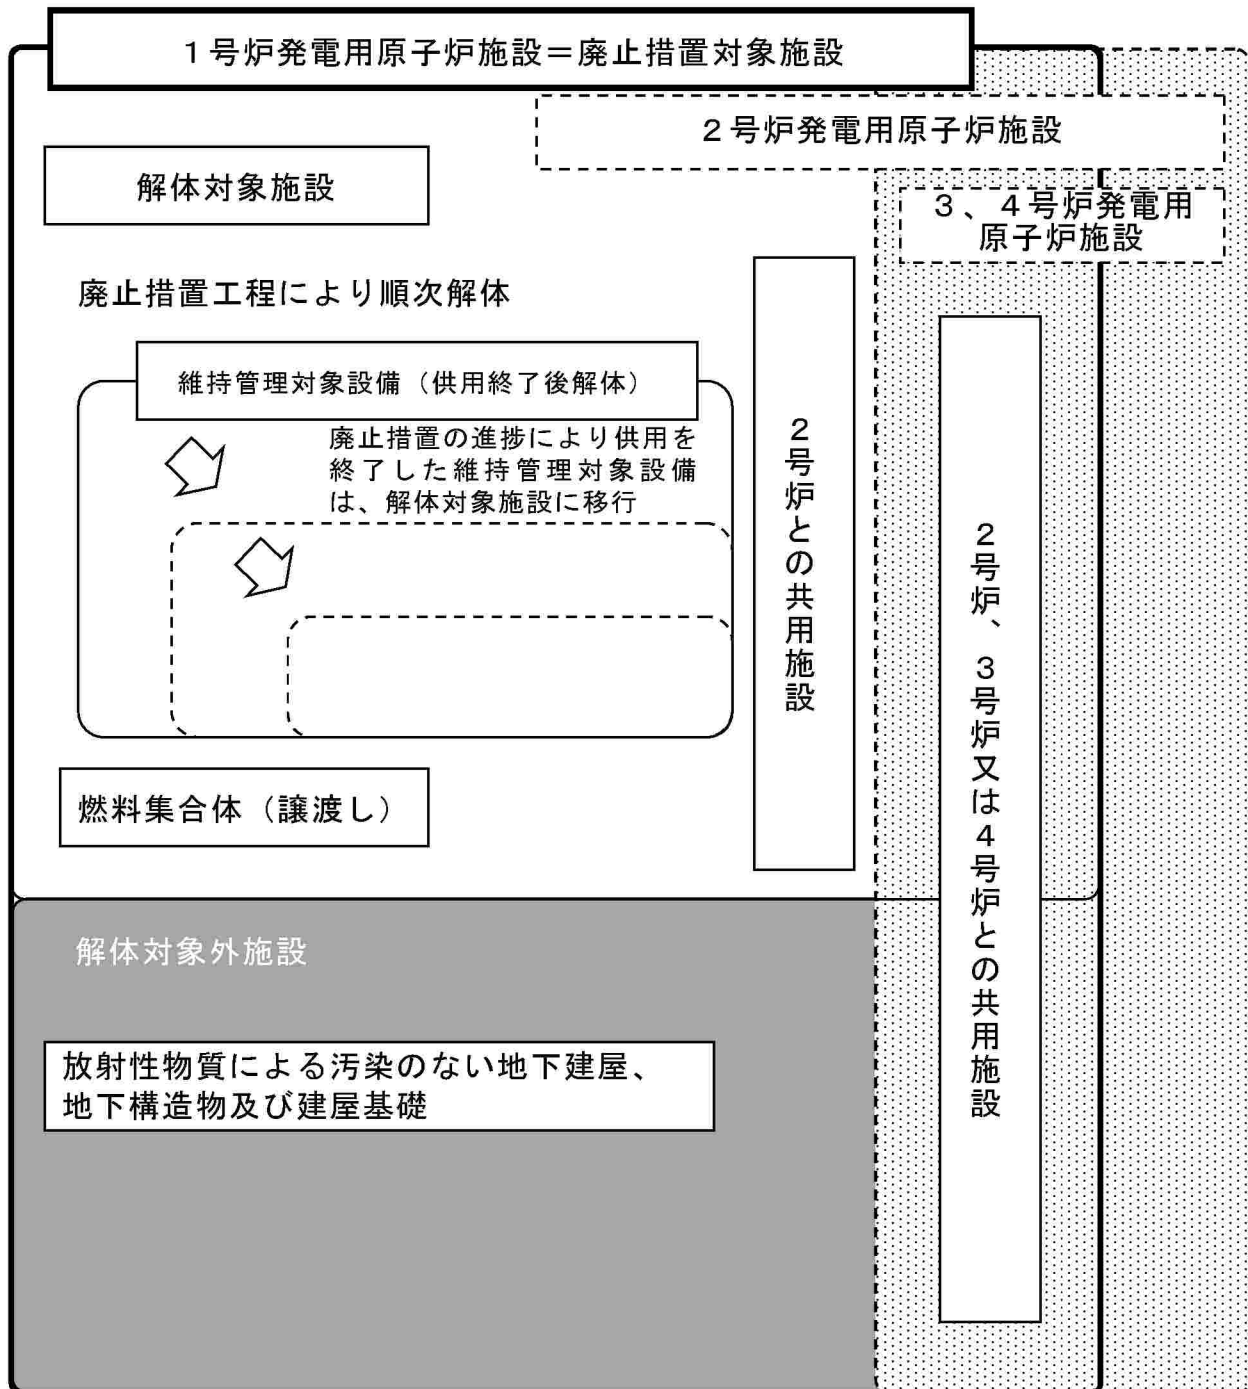 １号炉発電用原子炉施設＝廃止措置対象施設
２号炉発電用原子炉施設
解体対象施設
３、４号炉発電用
原子炉施設
廃止措置工程により順次解体
維持管理対象設備（供用終了後解体）
廃止措置の進捗により供用を
終了した維持管理対象設備
は、解体対象施設に移行
２号炉との共用施設
２号炉、３号炉又は４号炉との共用施設
燃料集合体（譲渡し）
解体対象外施設
放射性物質による汚染のない地下建屋、
地下構造物及び建屋基礎